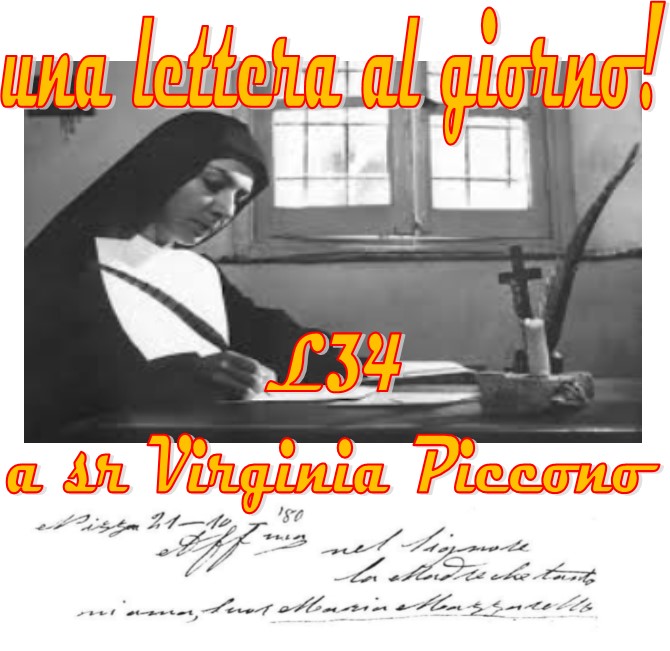 una lettera al giorno!
L34
a sr Virginia Piccono
Nizza 21-10 '80
Aff ma nel Signore
la Madre che tanto
mi ama, Suor Maria Mazzarello